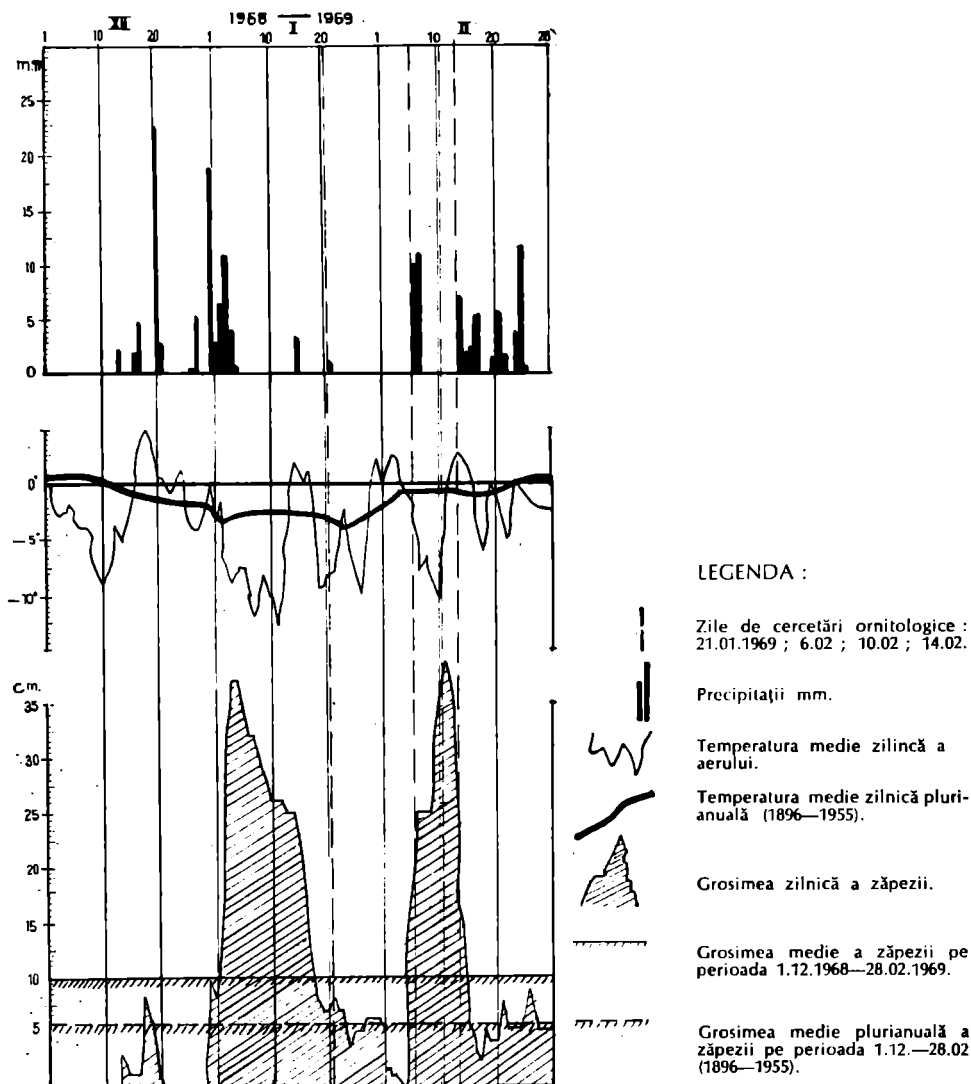 1968 — 1969
XII I II
1 10 20 1 10 20 1 10 20 28
mm
25
20
15
10
5
0
0°
—5°
—10°
Cm.
35
30
25
20
15
10
5
LEGENDA :
Zile de cercetări ornitologice :
21.01.1969 ; 6.02 ; 10.02 ; 14.02.
Precipitaţii mm.
Temperatura medie zilincă a
aerului.
Temperatura medie zilnică pluri-
anuală (1896—1955).
Grosimea zilnică a zăpezii.
Grosimea medie a zăpezii pe
perioada 1.12.1968—28.02.1969.
Grosimea medie plurianuală a
zăpezii pe perioada 1.12.—28.02
(1896—1955).